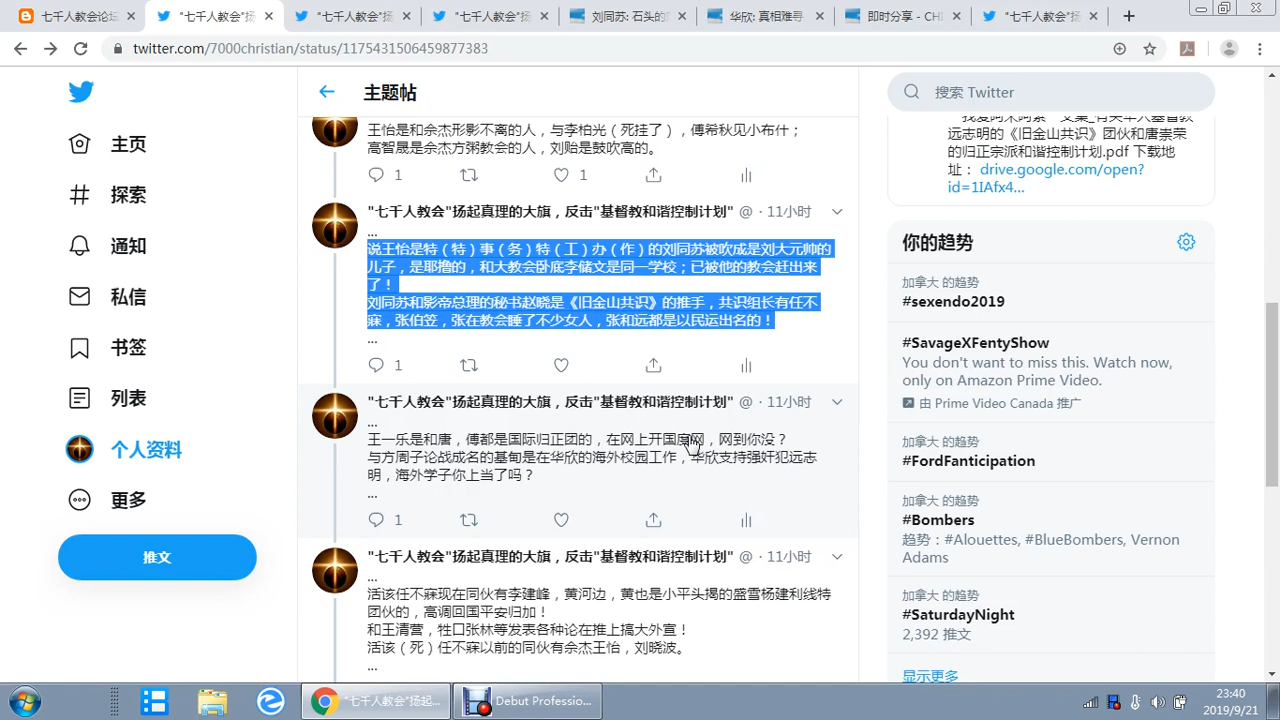 七千人教会论坛
"七千人教会"扬
"七千人教会"扬
"七千人教会"扬
刘同苏: 石头的
华欣: 真相难寻
即时分享 - CHI
"七千人教会"扬
twitter.com/7000christian/status/1175431506459877383
主页
探索
通知
私信
书签
列表
个人资料
更多
推文
主题帖
王怡是和余杰形影不离的人，与李柏光（死挂了），傅希秋见小布什；
高智晟是余杰方粥教会的人，刘贻是鼓吹高的。
1
1
"七千人教会"扬起真理的大旗，反击"基督教和谐控制计划" @ · 11小时
...
说王怡是特（特）事（务）特（工）办（作）的刘同苏被吹成是刘大元帅的
儿子，是耶撸的，和大教会卧底李储文是同一学校；已被他的教会赶出来
了！
刘同苏和影帝总理的秘书赵晓是《旧金山共识》的推手，共识组长有任不
寐，张伯笠，张在教会睡了不少女人，张和远都是以民运出名的！
...
1
"七千人教会"扬起真理的大旗，反击"基督教和谐控制计划" @ · 11小时
...
王一乐是和唐，傅都是国际归正团的，在网上开国度网，网到你没？
与方周子论战成名的基甸是在华欣的海外校园工作，华欣支持强奸犯远志
明，海外学子你上当了吗？
...
1
"七千人教会"扬起真理的大旗，反击"基督教和谐控制计划" @ · 11小时
...
活该任不寐现在同伙有李建峰，黄河边，黄也是小平头揭的盛雪杨建利线特
团伙的，高调回国平安归加！
和王清营，牲口张林等发表各种论在推上搞大外宣！
活该（死）任不寐以前的同伙有余杰王怡，刘晓波。
...
搜索 Twitter
远志明的《旧金山共识》团伙和唐崇荣
的归正宗派和谐控制计划.pdf 下载地
址： drive.google.com/open?
id=1IAfx4...
你的趋势
加拿大 的趋势
#sexendo2019
#SavageXFentyShow
You don't want to miss this. Watch now,
only on Amazon Prime Video.
由 Prime Video Canada 推广
加拿大 的趋势
#FordFanticipation
加拿大 的趋势
#Bombers
趋势：#Alouettes, #BlueBombers, Vernon
Adams
加拿大 的趋势
#SaturdayNight
2,392 推文
显示更多
"七千人教会"扬起...
Debut Professio...
23:40
2019/9/21